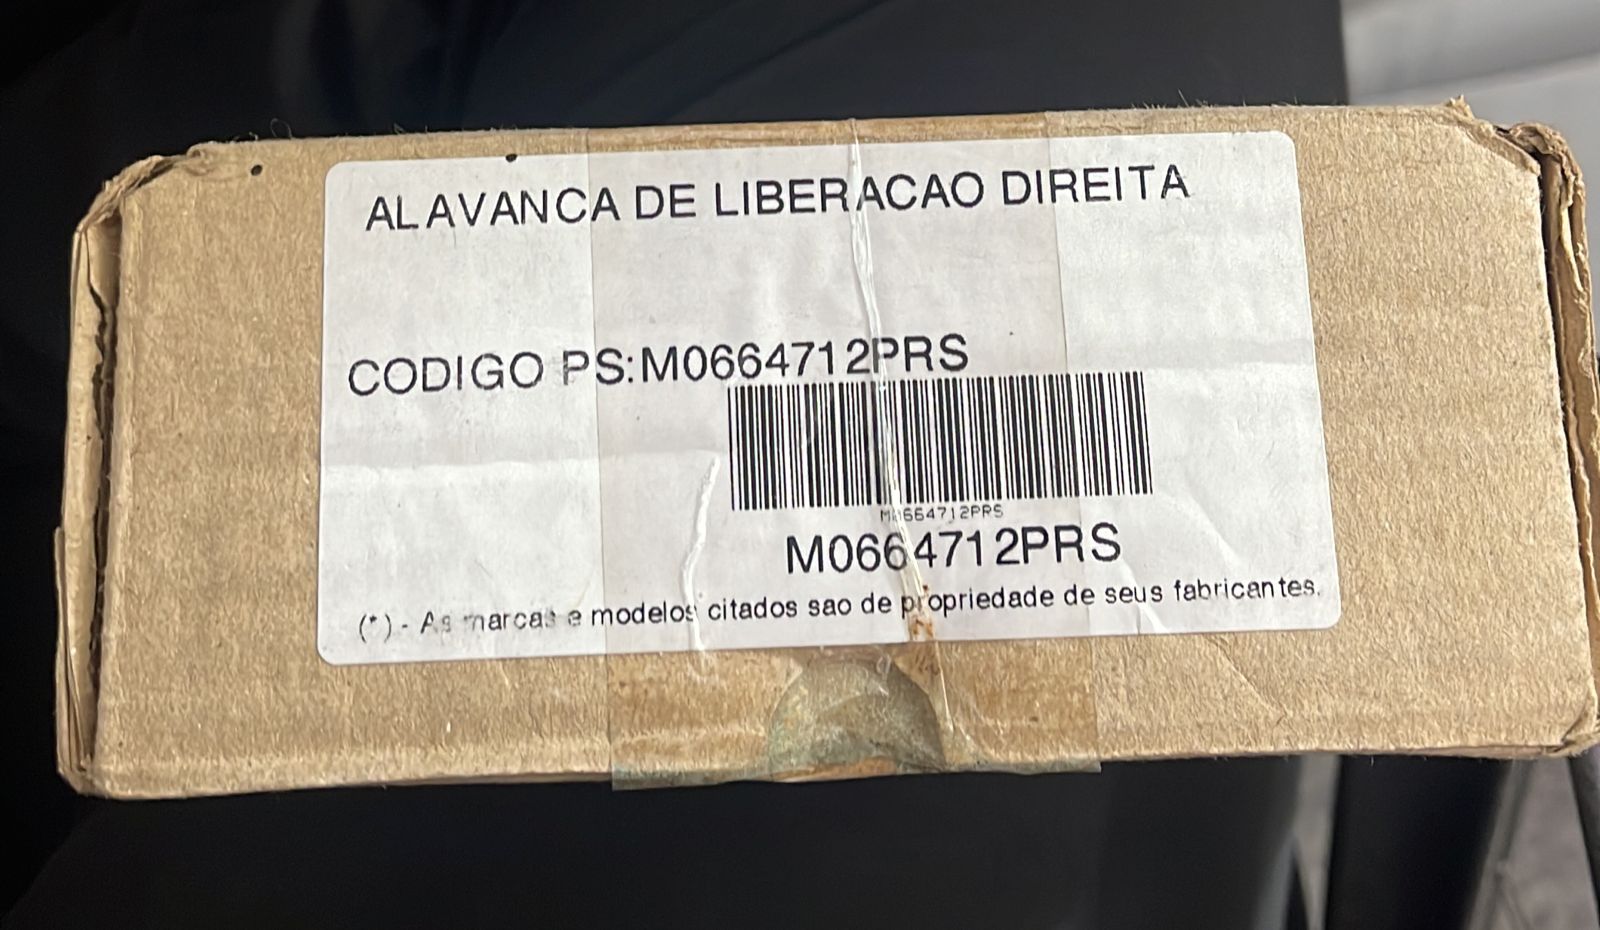 ALAVANCA DE LIBERACAO DIREITA
CODIGO PS:M0664712PRS
M0664712PRS
M0664712PRS
(*) - As marcas e modelos citados sao de propriedade de seus fabricantes.